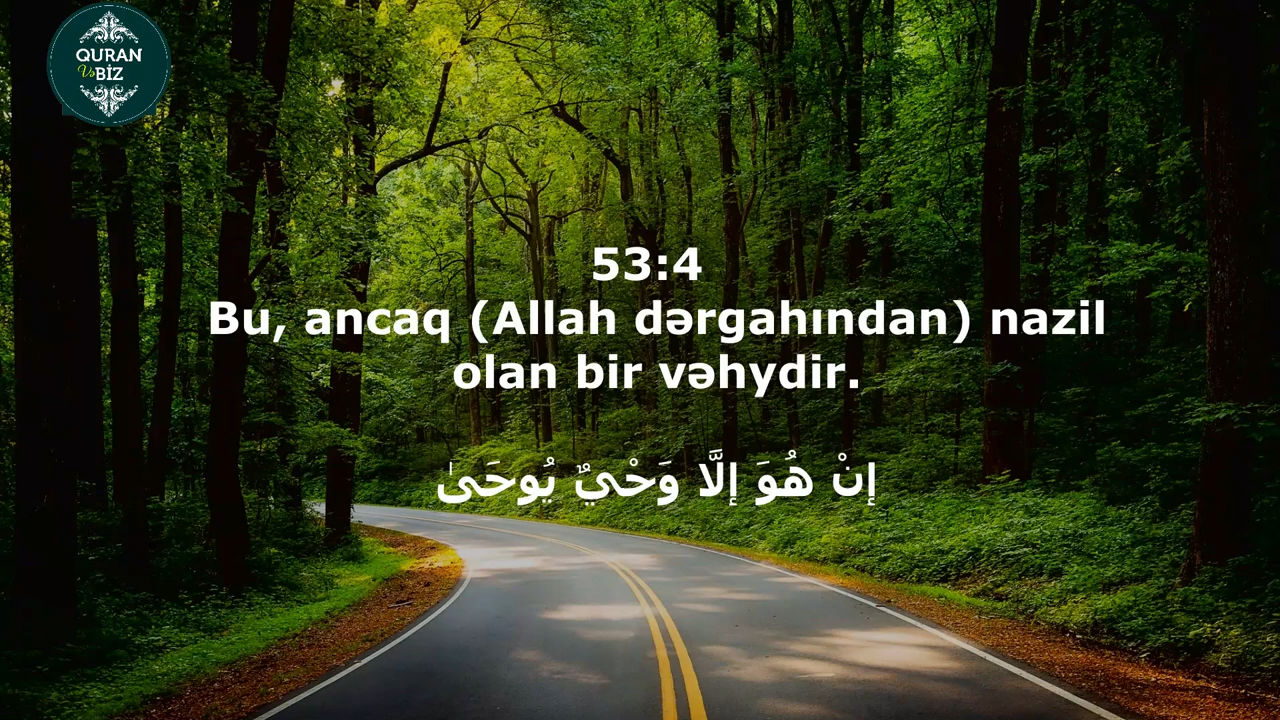 QURAN
Və BİZ
53:4
Bu, ancaq (Allah dərgahından) nazil
olan bir vəhydir.
إِنْ هُوَ إِلَّا وَحْيٌ يُوحَىٰ